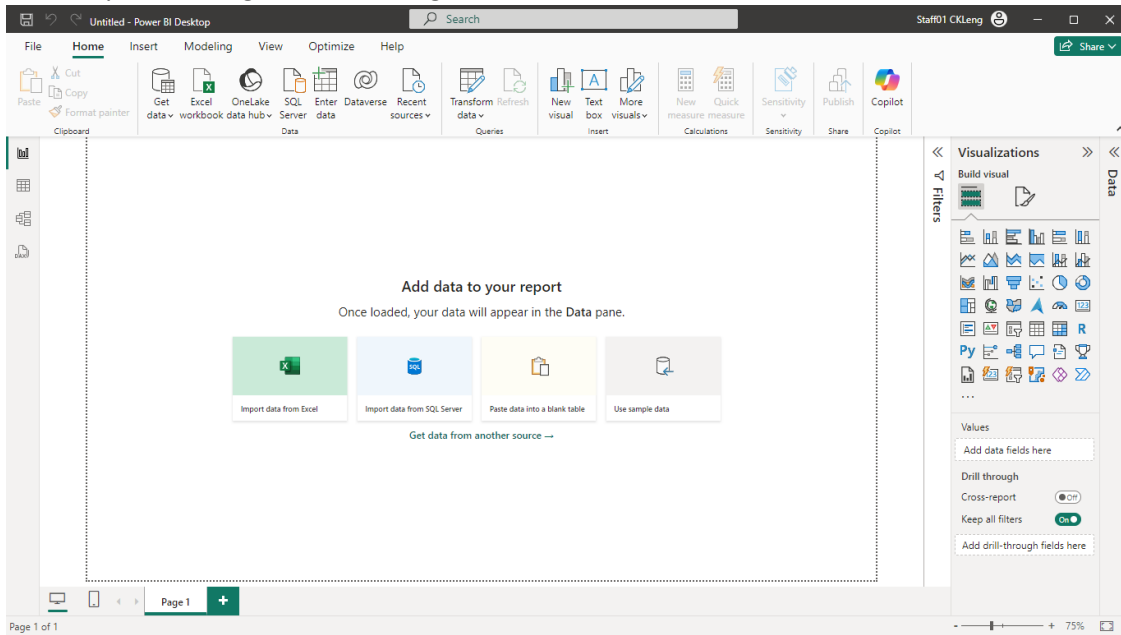 Untitled - Power BI Desktop
Search
Staff01 CKLeng
File Home Insert Modeling View Optimize Help
Share
Paste
Cut
Copy
Format painter
Clipboard
Get data
Excel workbook
OneLake data hub
SQL Server
Enter data
Dataverse
Recent sources
Data
Transform data
Refresh
Queries
New visual
Text box
More visuals
Insert
New measure
Quick measure
Calculations
Sensitivity
Sensitivity
Publish
Share
Copilot
Copilot
Add data to your report
Once loaded, your data will appear in the Data pane.
Import data from Excel
SQL
Import data from SQL Server
Paste data into a blank table
Use sample data
Get data from another source →
Filters
Visualizations
Build visual
123
R
Py
123
...
Values
Add data fields here
Drill through
Cross-report
Off
Keep all filters
On
Add drill-through fields here
Data
Page 1
Page 1 of 1
- + 75%